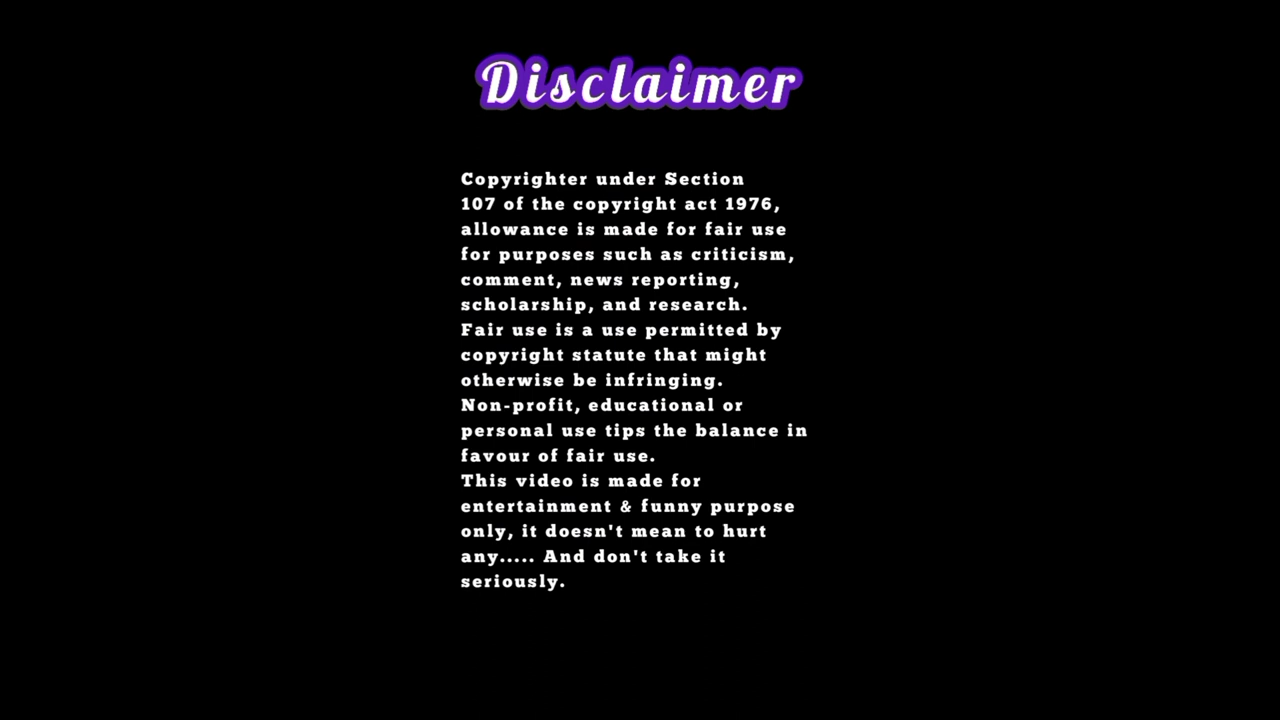 Disclaimer
Copyrighter under Section
107 of the copyright act 1976,
allowance is made for fair use
for purposes such as criticism,
comment, news reporting,
scholarship, and research.
Fair use is a use permitted by
copyright statute that might
otherwise be infringing.
Non-profit, educational or
personal use tips the balance in
favour of fair use.
This video is made for
entertainment & funny purpose
only, it doesn't mean to hurt
any..... And don't take it
seriously.